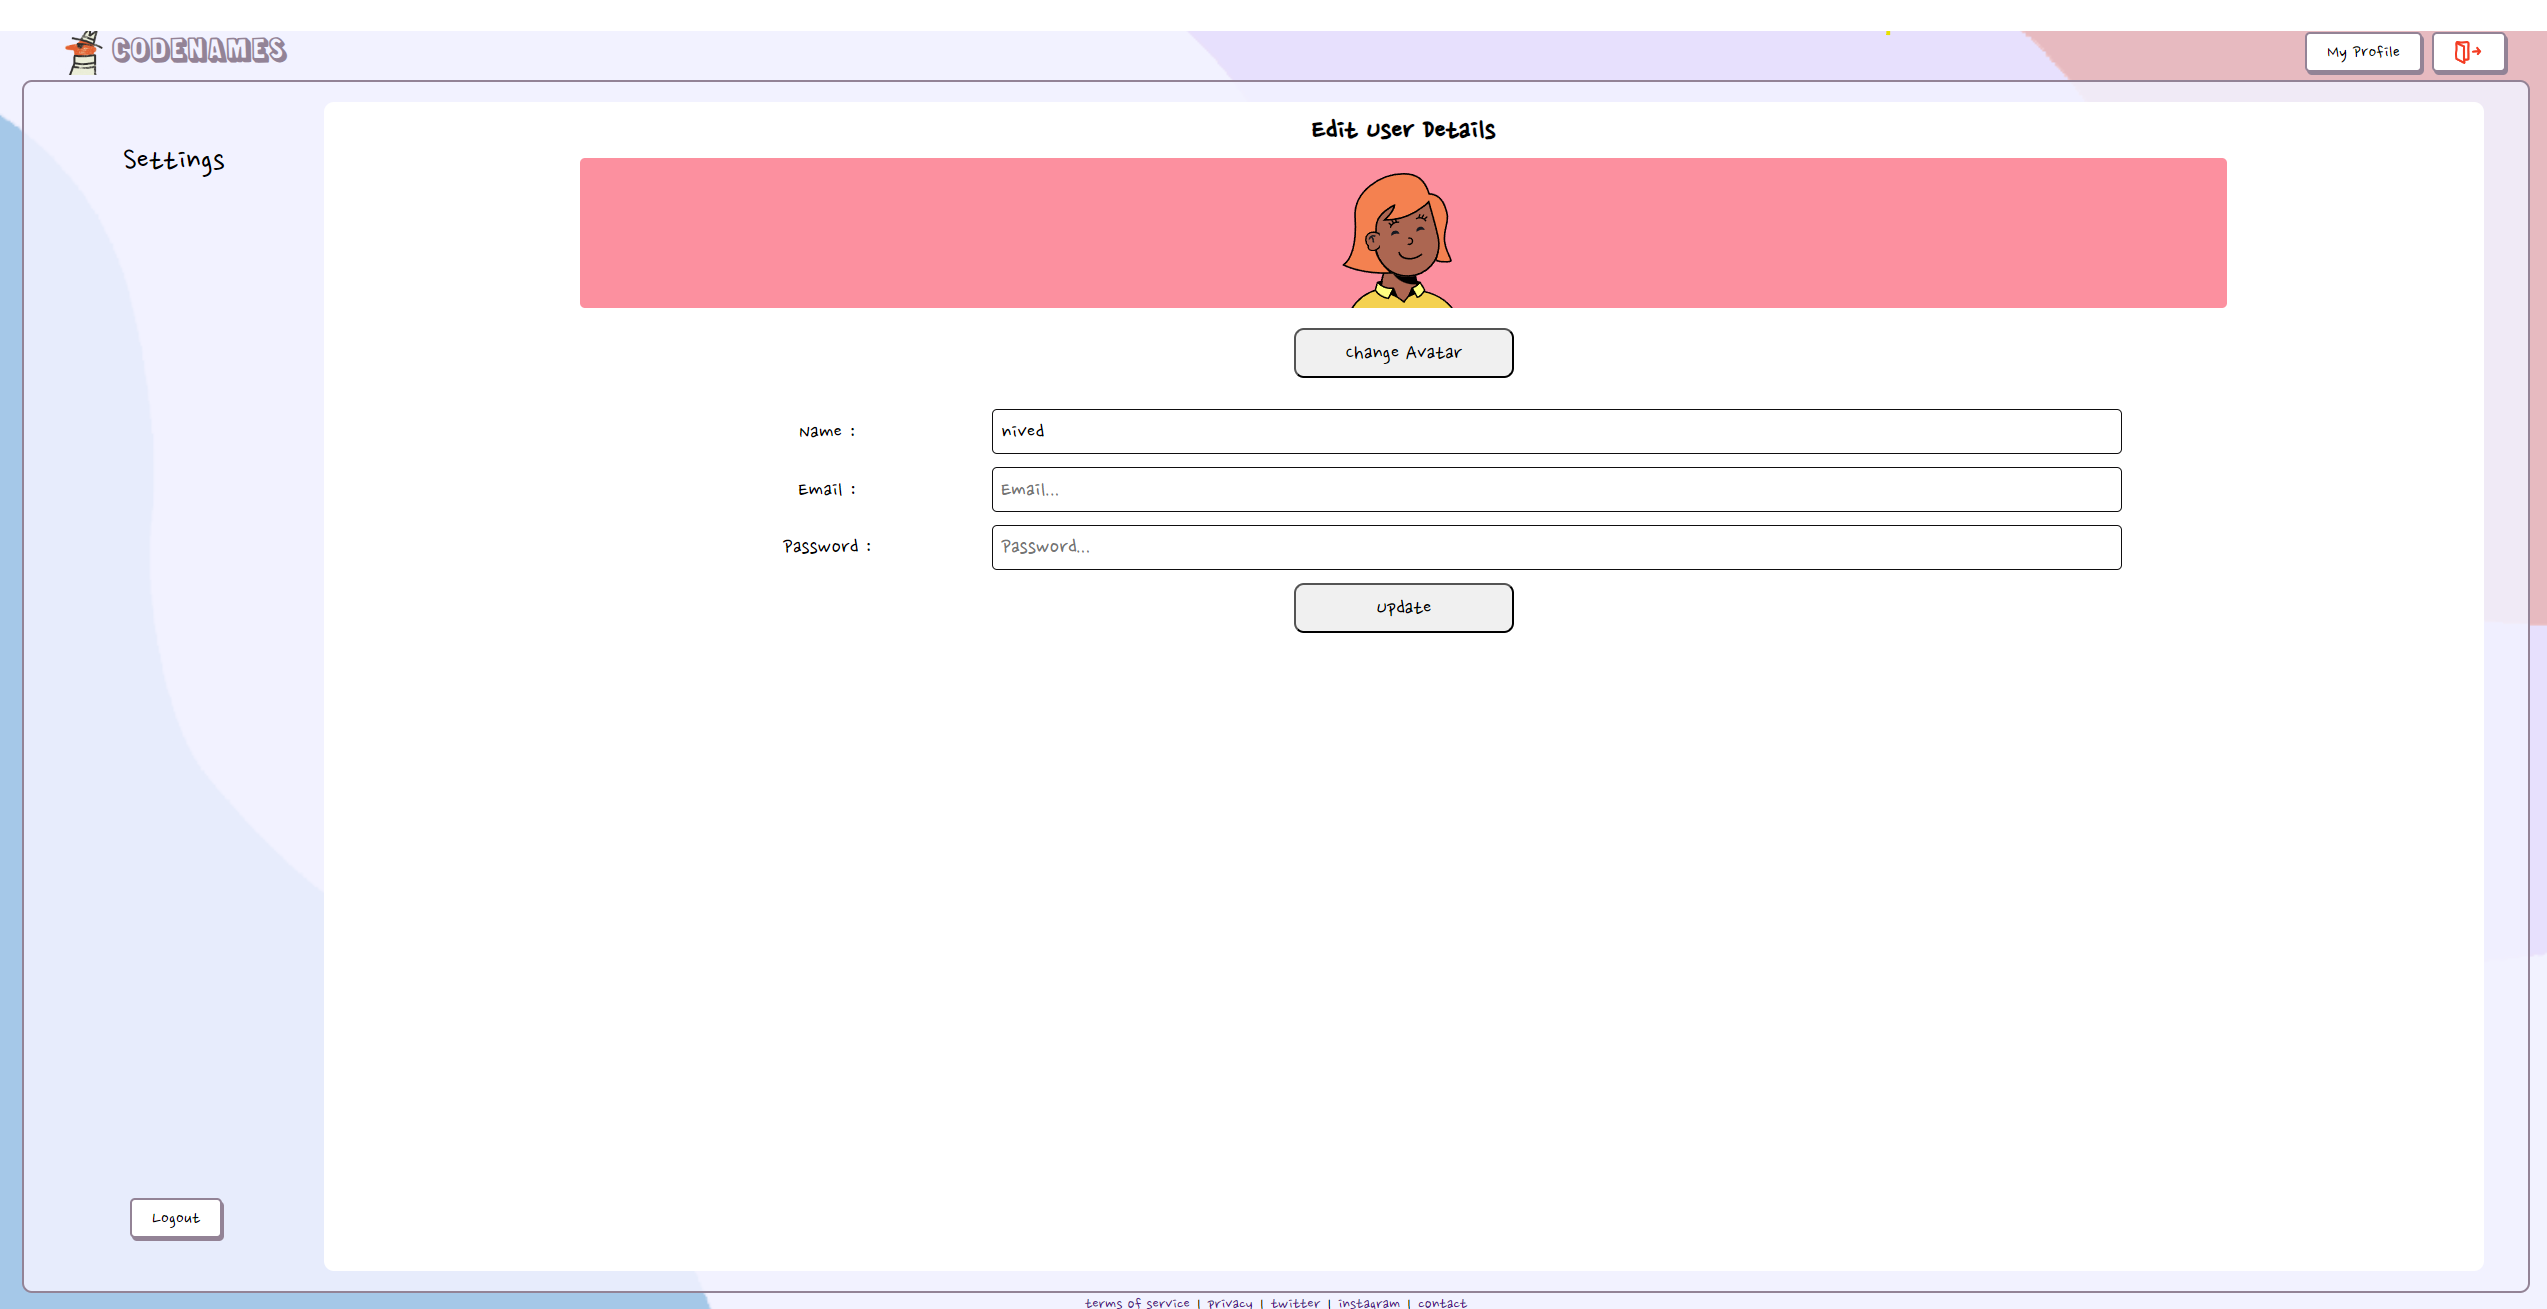 CODENAMES
My Profile
Settings
Edit User Details
Change Avatar
Name :
nived
Email :
Email...
Password :
Password...
Update
Logout
terms of service | privacy | twitter | instagram | contact